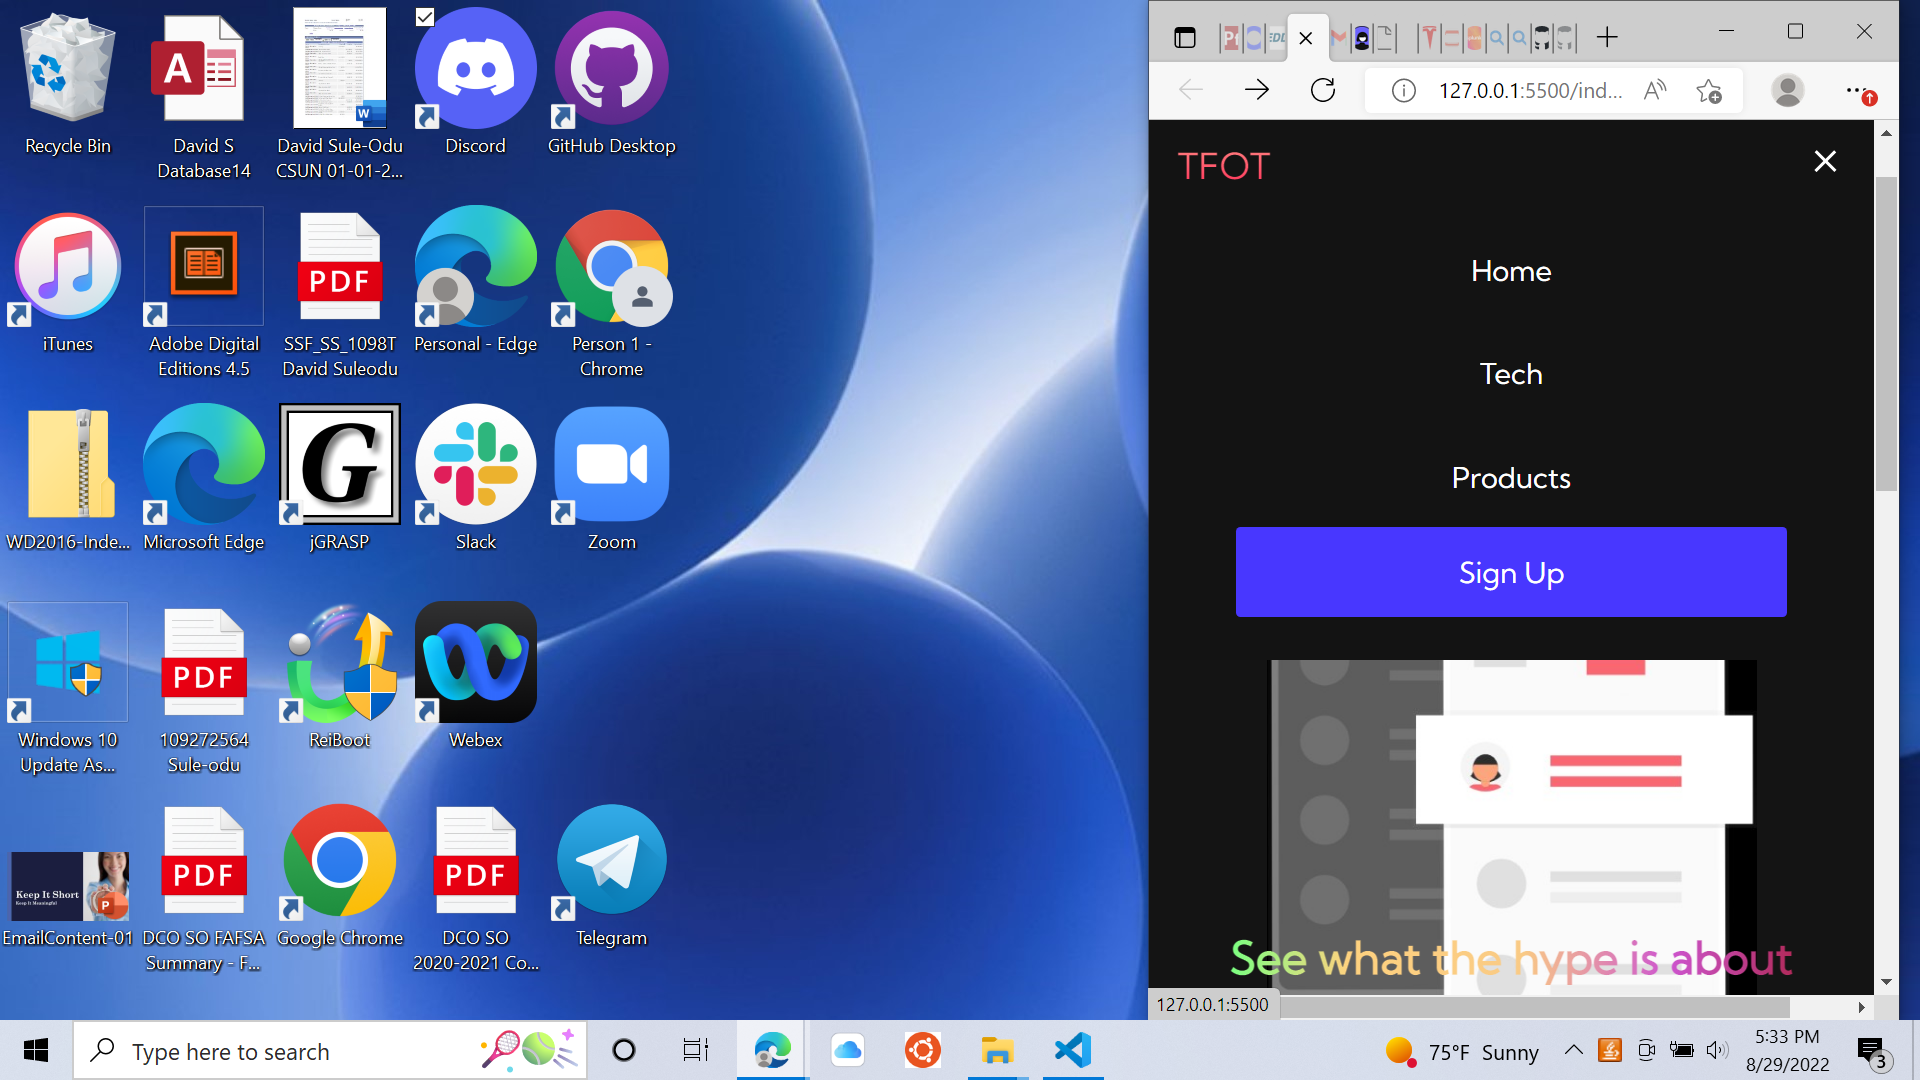 Recycle Bin
David S
Database14
David Sule-Odu
CSUN 01-01-2...
Discord
GitHub Desktop
iTunes
Adobe Digital
Editions 4.5
PDF
SSF_SS_1098T
David Suleodu
Personal - Edge
Person 1 -
Chrome
WD2016-Inde...
Microsoft Edge
G
jGRASP
Slack
Zoom
Windows 10
Update As...
PDF
109272564
Sule-odu
ReiBoot
Webex
Keep It Short
Keep It Meaningful
EmailContent-01
PDF
DCO SO FAFSA
Summary - F...
Google Chrome
PDF
DCO SO
2020-2021 Co...
Telegram
127.0.0.1:5500/ind...
TFOT
Home
Tech
Products
Sign Up
See what the hype is about
127.0.0.1:5500
Type here to search
75°F Sunny
5:33 PM
8/29/2022
3